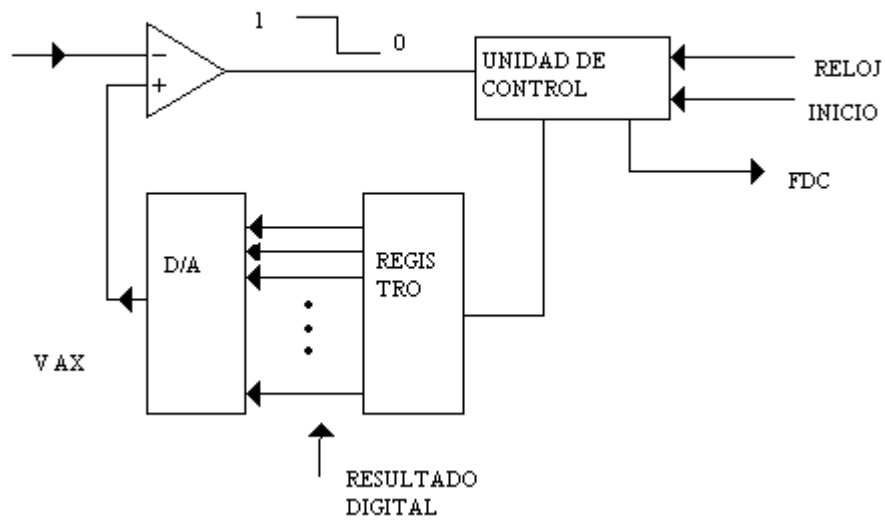 1
0
−
+
UNIDAD DE
CONTROL
RELOJ
INICIO
FDC
D/A
REGIS
TRO
V AX
RESULTADO
DIGITAL